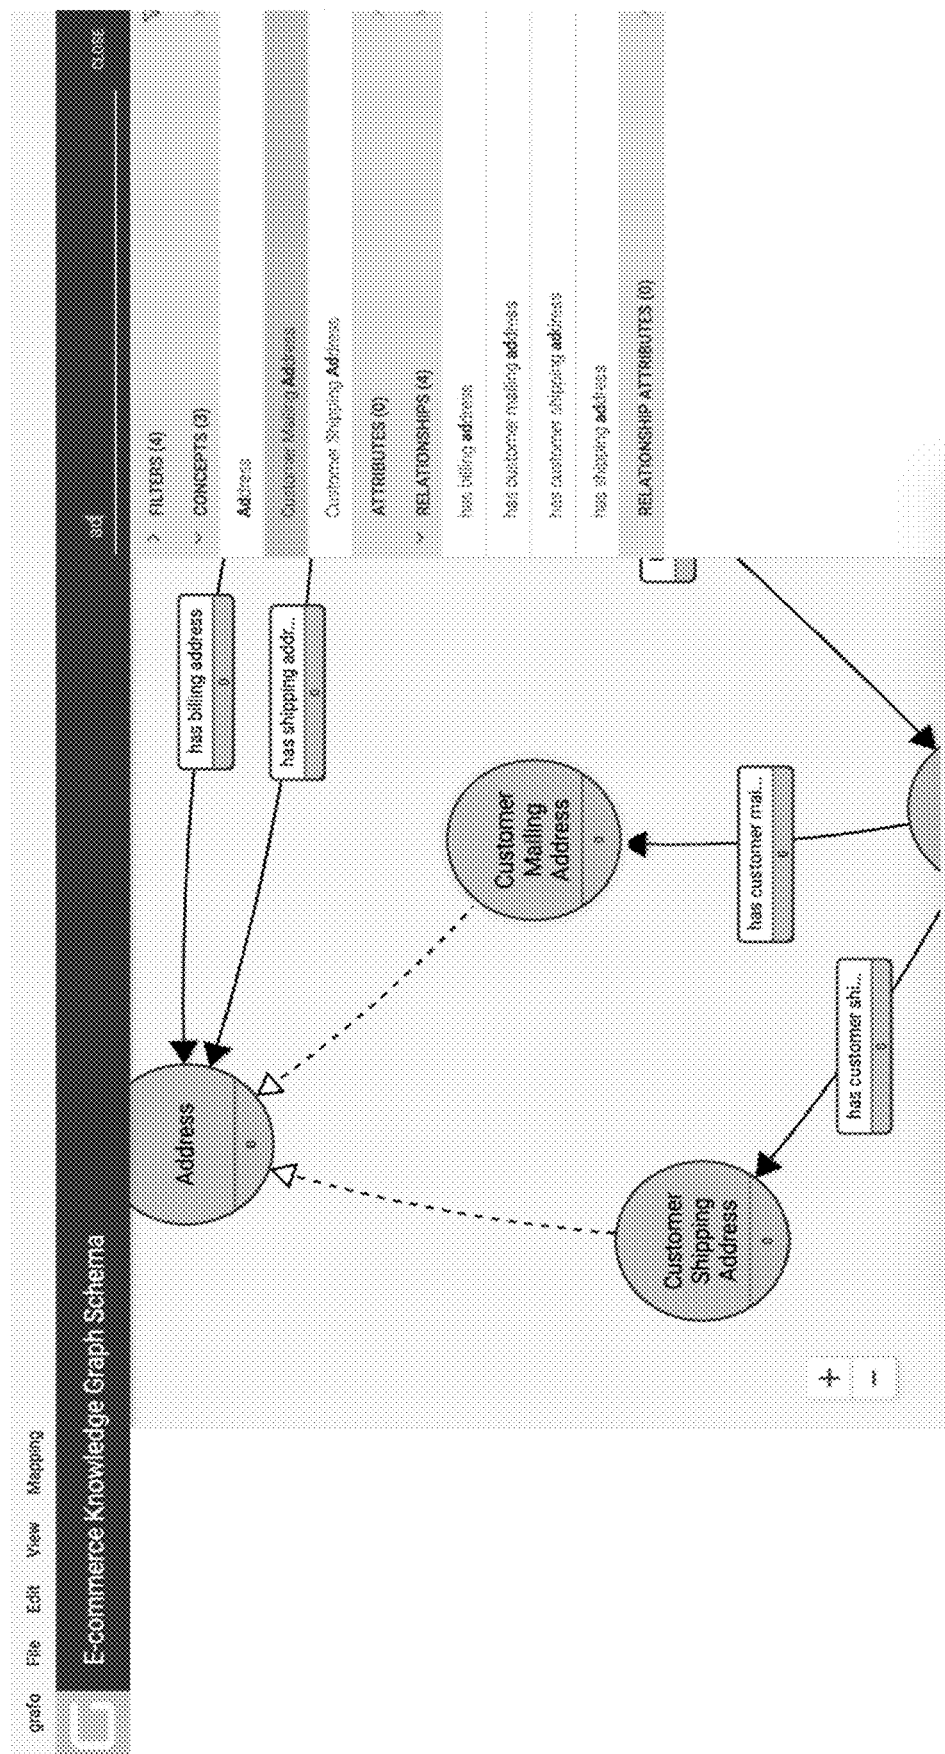 grafo File Edit View Mapping
E-commerce Knowledge Graph Schema
CLOSE
FILTERS (4)
CONCEPTS (3)
Address
Customer Mailing Address
Customer Shipping Address
ATTRIBUTES (0)
RELATIONSHIPS (4)
has billing address
has customer mailing address
has customer shipping address
has shipping address
RELATIONSHIP ATTRIBUTES (0)
has billing address
has shipping addr...
Address
Customer
Mailing
Address
has customer mai...
has customer shi...
Customer
Shipping
Address
+
−